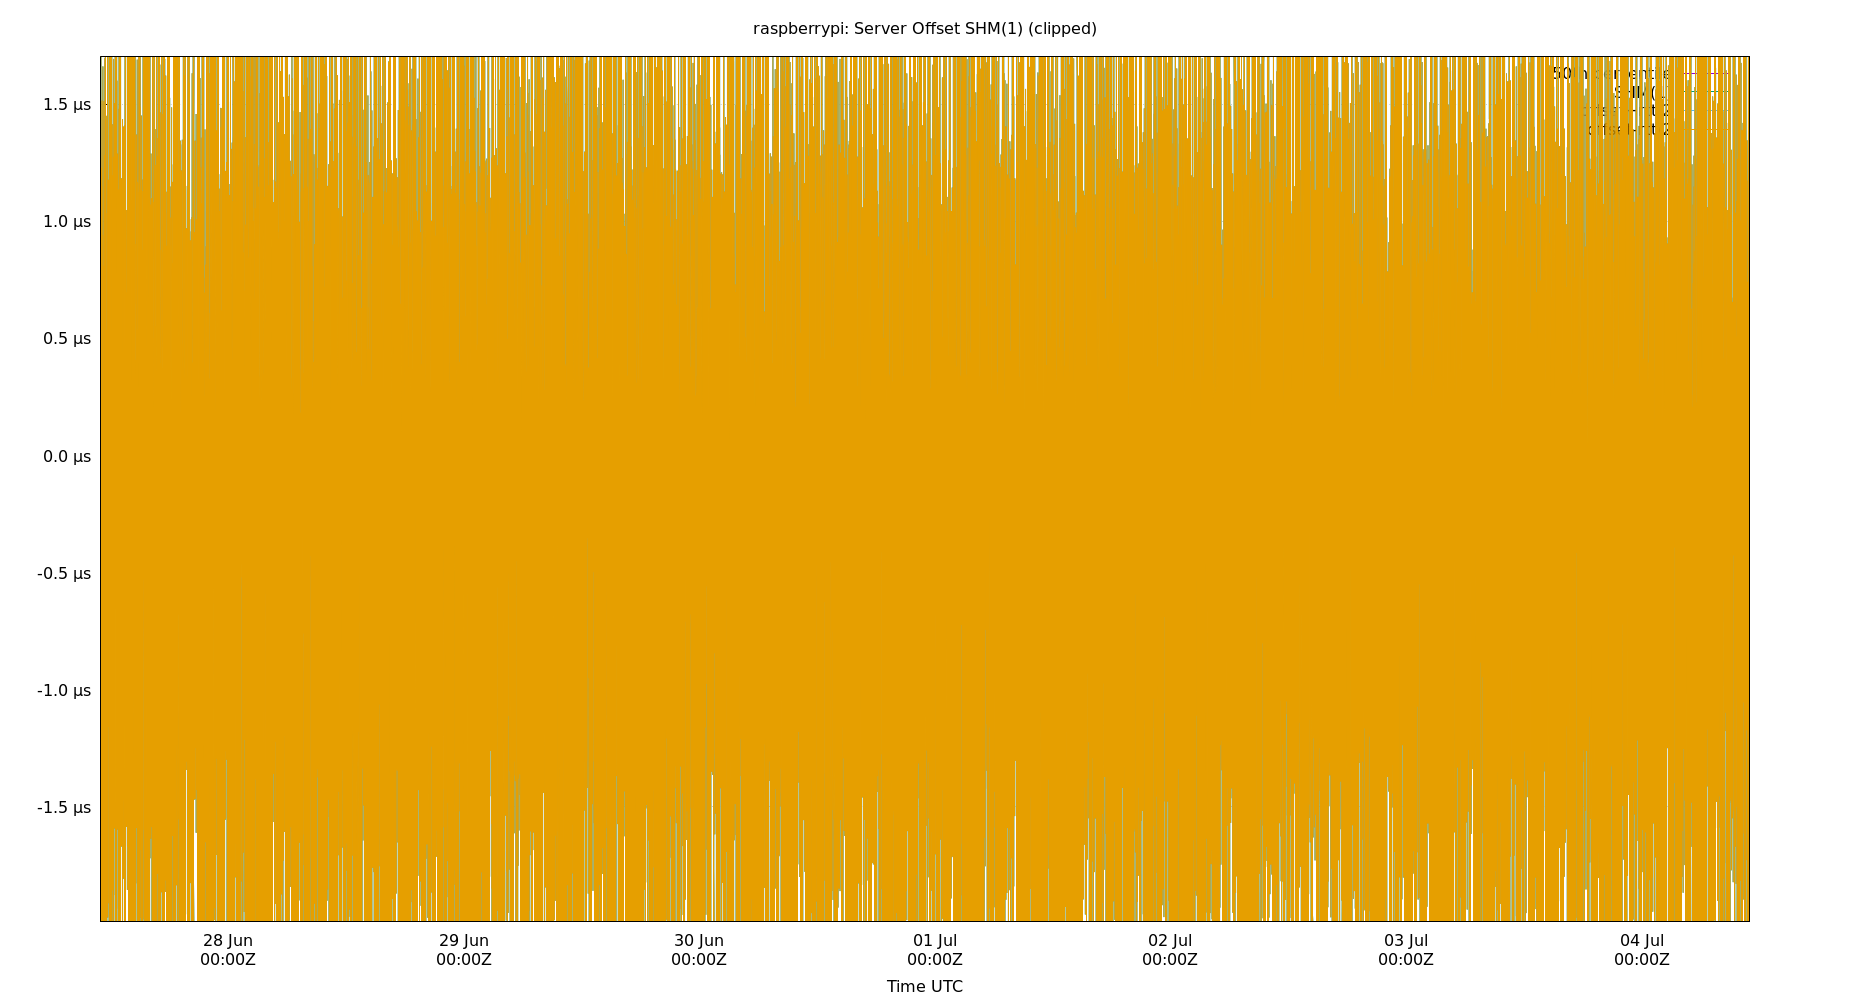 raspberrypi: Server Offset SHM(1) (clipped)
1.5 µs
1.0 µs
0.5 µs
0.0 µs
-0.5 µs
-1.0 µs
-1.5 µs
28 Jun 29 Jun 30 Jun 01 Jul 02 Jul 03 Jul 04 Jul
00:00Z 00:00Z 00:00Z 00:00Z 00:00Z 00:00Z 00:00Z
Time UTC